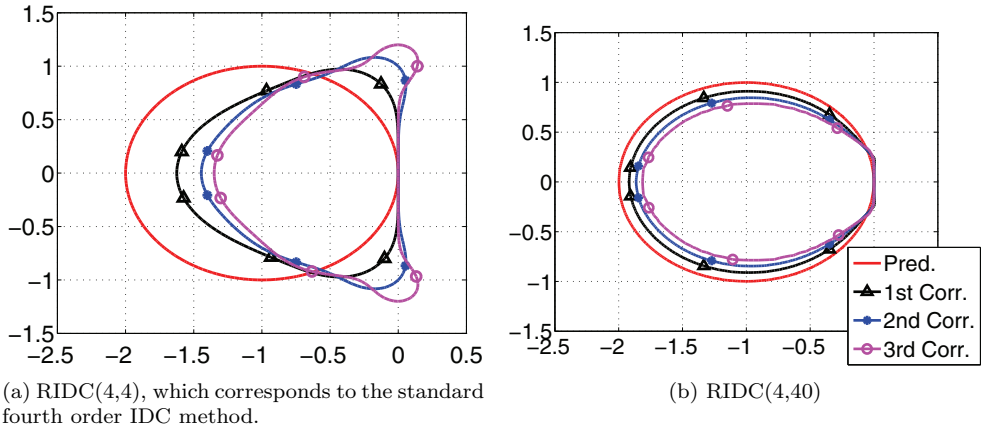 1.5
1
0.5
0
−0.5
−1
−1.5
−2.5 −2 −1.5 −1 −0.5 0 0.5
(a) RIDC(4,4), which corresponds to the standard
fourth order IDC method.
1.5
1
0.5
0
−0.5
−1
−1.5
−2.5 −2 −1.5 −1 −0.5 0
Pred.
1st Corr.
2nd Corr.
3rd Corr.
(b) RIDC(4,40)